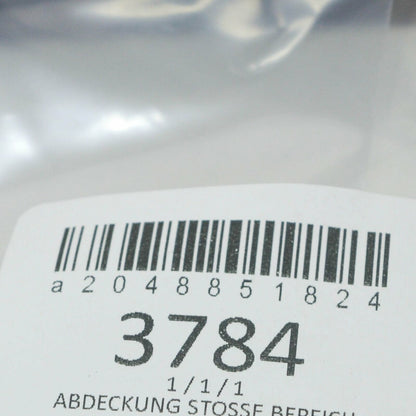 a2048851824
3784
1/1/1
ABDECKUNG STOSSE BEREICH